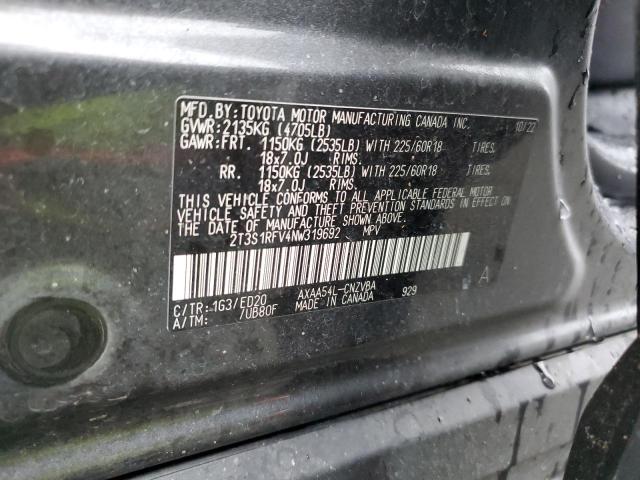 MFD. BY: TOYOTA MOTOR MANUFACTURING CANADA INC. 10/22
GVWR: 2135KG (4705LB)
GAWR: FRT. 1150KG (2535LB) WITH 225/60R18 TIRES.
18x7.0J RIMS.
RR. 1150KG (2535LB) WITH 225/60R18 TIRES.
18x7.0J RIMS.
THIS VEHICLE CONFORMS TO ALL APPLICABLE FEDERAL MOTOR
VEHICLE SAFETY AND THEFT PREVENTION STANDARDS IN EFFECT ON
THE DATE OF MANUFACTURE SHOWN ABOVE.
2T3S1RFV4NW319692 MPV
A
C/TR: 1G3/ED20 AXAA54L-CNZVBA 929
A/TM: /UB80F MADE IN CANADA